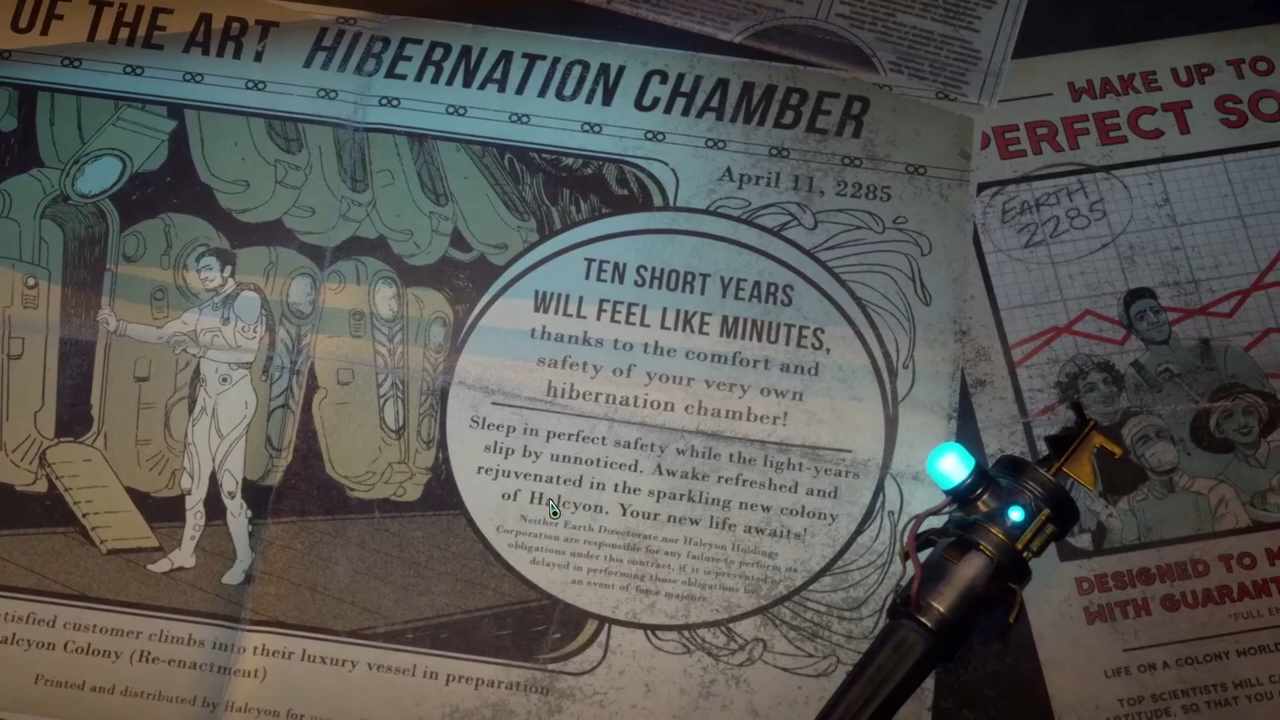 OF THE ART HIBERNATION CHAMBER
April 11, 2285
TEN SHORT YEARS
WILL FEEL LIKE MINUTES,
thanks to the comfort and
safety of your very own
hibernation chamber!
Sleep in perfect safety while the light-years
slip by unnoticed. Awake refreshed and
rejuvenated in the sparkling new colony
of Halcyon. Your new life awaits!
Neither Earth Directorate nor Halcyon Holdings
Corporation are responsible for any failure to perform its
obligations under this contract, if it is prevented or
delayed in performing those obligations by
an event of force majeure.
atisfied customer climbs into their luxury vessel in preparation
alcyon Colony (Re-enactment)
Printed and distributed by Halcyon for
WAKE UP TO
PERFECT SO
EARTH
2285
DESIGNED TO M
WITH GUARANT
*FULL E
LIFE ON A COLONY WORLD
TOP SCIENTISTS WILL CA
APTITUDE, SO THAT YOU